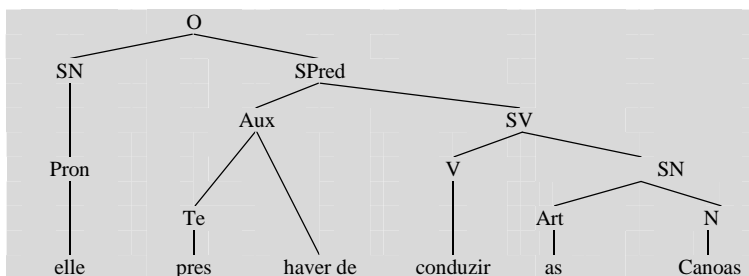 O
SN SPred
Aux SV
Pron V SN
Te Art N
elle pres haver de conduzir as Canoas